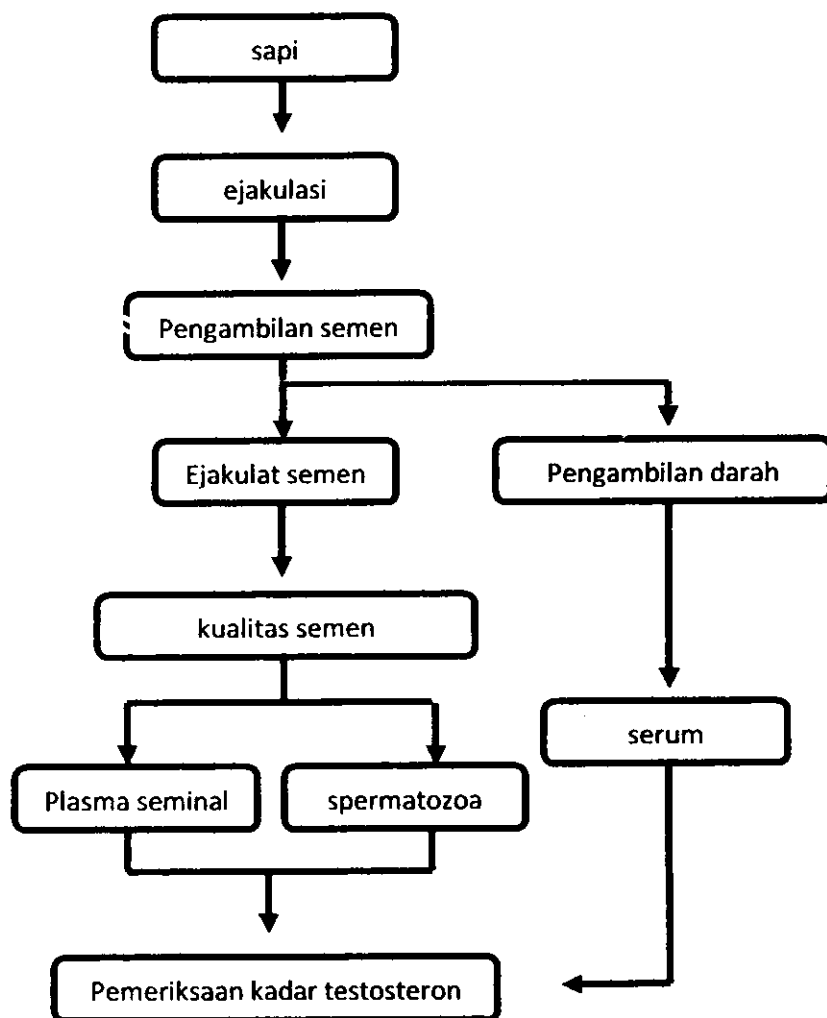 sapi
ejakulasi
Pengambilan semen
Ejakulat semen
Pengambilan darah
kualitas semen
serum
Plasma seminal
spermatozoa
Pemeriksaan kadar testosteron